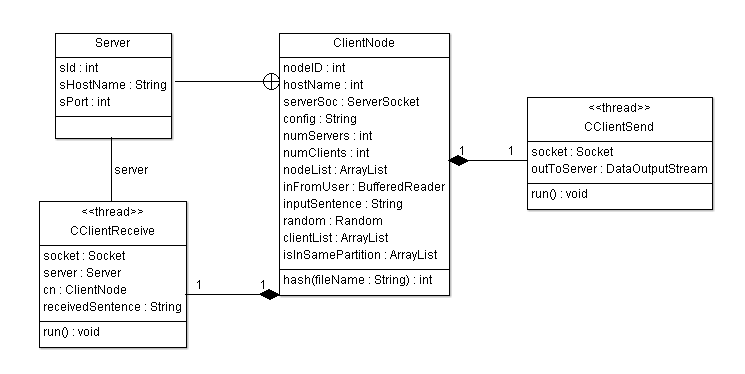 Server
sId : int
sHostName : String
sPort : int
ClientNode
nodeID : int
hostName : int
serverSoc : ServerSocket
config : String
numServers : int
numClients : int
nodeList : ArrayList
inFromUser : BufferedReader
inputSentence : String
random : Random
clientList : ArrayList
isInSamePartition : ArrayList
hash(fileName : String) : int
<<thread>>
CClientSend
socket : Socket
outToServer : DataOutputStream
run() : void
1
1
server
<<thread>>
CClientReceive
socket : Socket
server : Server
cn : ClientNode
receivedSentence : String
run() : void
1
1